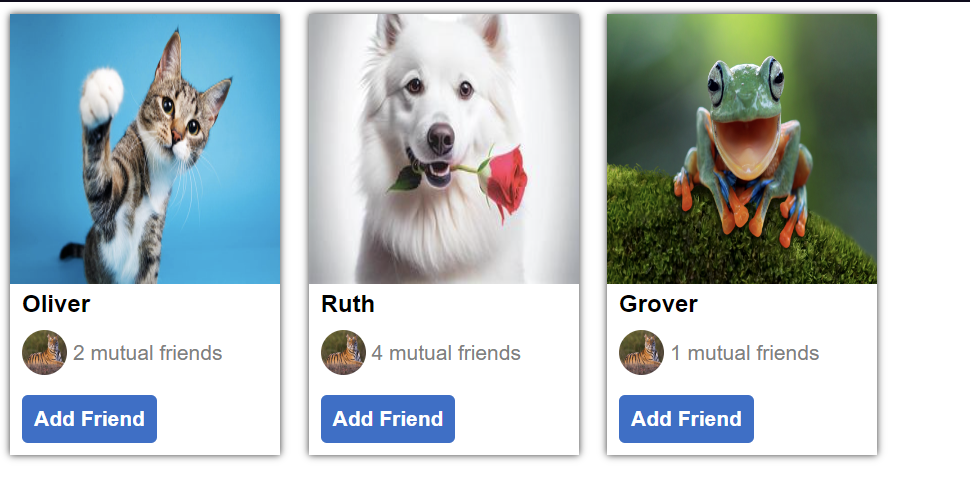 Oliver
2 mutual friends
Add Friend
Ruth
4 mutual friends
Add Friend
Grover
1 mutual friends
Add Friend